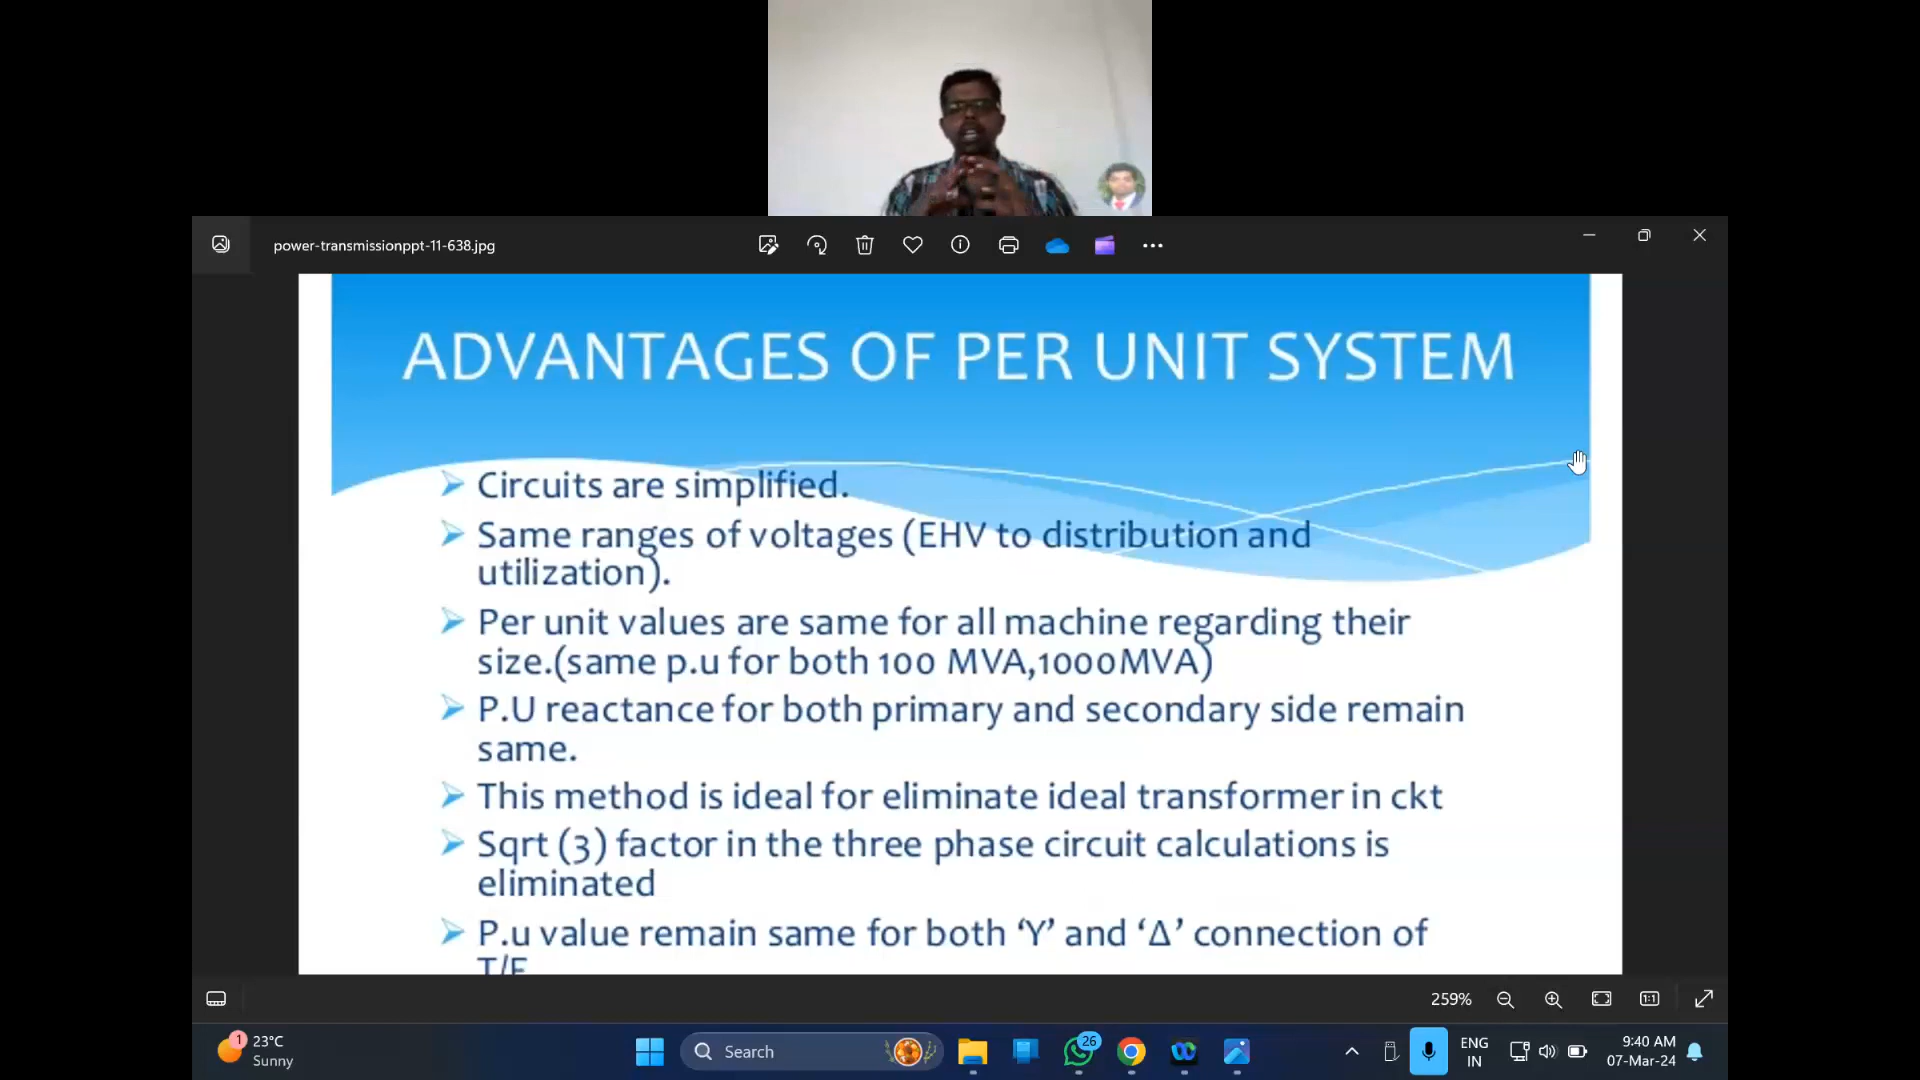 power-transmissionppt-11-638.jpg
ADVANTAGES OF PER UNIT SYSTEM
Circuits are simplified.
Same ranges of voltages (EHV to distribution and
utilization).
Per unit values are same for all machine regarding their
size.(same p.u for both 100 MVA,1000MVA)
P.U reactance for both primary and secondary side remain
same.
This method is ideal for eliminate ideal transformer in ckt
Sqrt (3) factor in the three phase circuit calculations is
eliminated
P.u value remain same for both ‘Y’ and ‘Δ’ connection of
T/F
259%
1:1
1
23°C
Sunny
Search
26
ENG
IN
9:40 AM
07-Mar-24